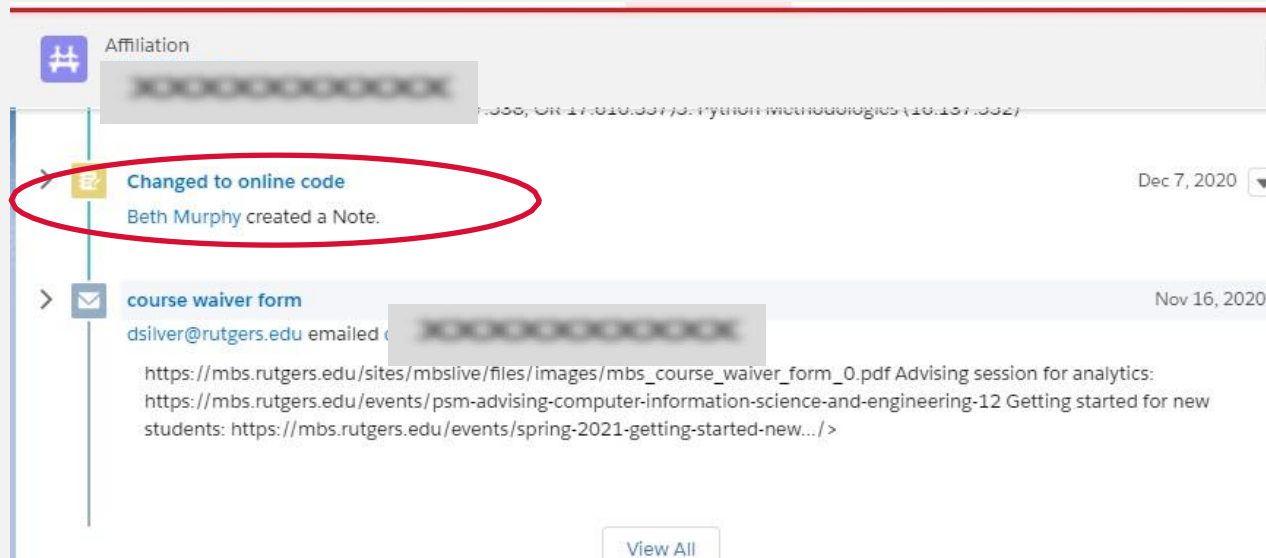 Affiliation
Changed to online code
Dec 7, 2020
Beth Murphy created a Note.
course waiver form
Nov 16, 2020
dsilver@rutgers.edu emailed
https://mbs.rutgers.edu/sites/mbslive/files/images/mbs_course_waiver_form_0.pdf Advising session for analytics:
https://mbs.rutgers.edu/events/psm-advising-computer-information-science-and-engineering-12 Getting started for new
students: https://mbs.rutgers.edu/events/spring-2021-getting-started-new.../>
View All